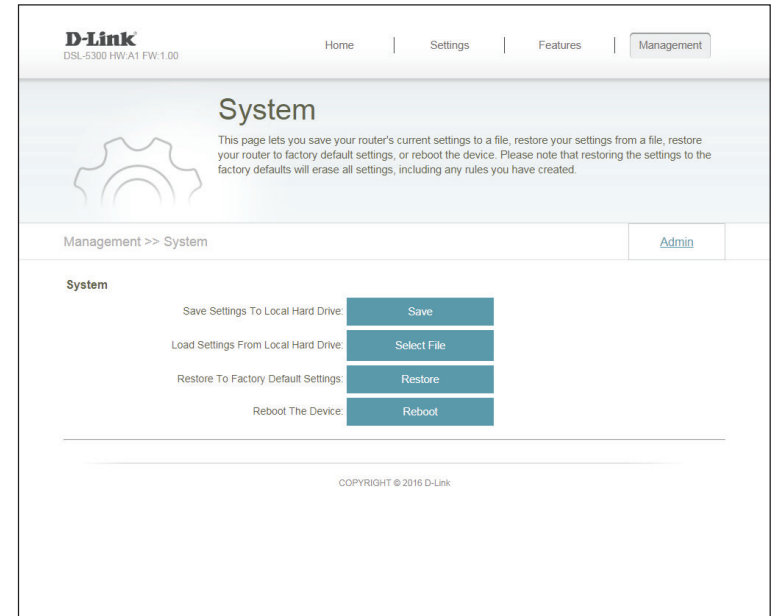 D-Link
DSL-5300 HW:A1 FW:1.00
Home
Settings
Features
Management
System
This page lets you save your router's current settings to a file, restore your settings from a file, restore
your router to factory default settings, or reboot the device. Please note that restoring the settings to the
factory defaults will erase all settings, including any rules you have created.
Management >> System
Admin
System
Save Settings To Local Hard Drive: Save
Load Settings From Local Hard Drive: Select File
Restore To Factory Default Settings: Restore
Reboot The Device: Reboot
COPYRIGHT © 2016 D-Link